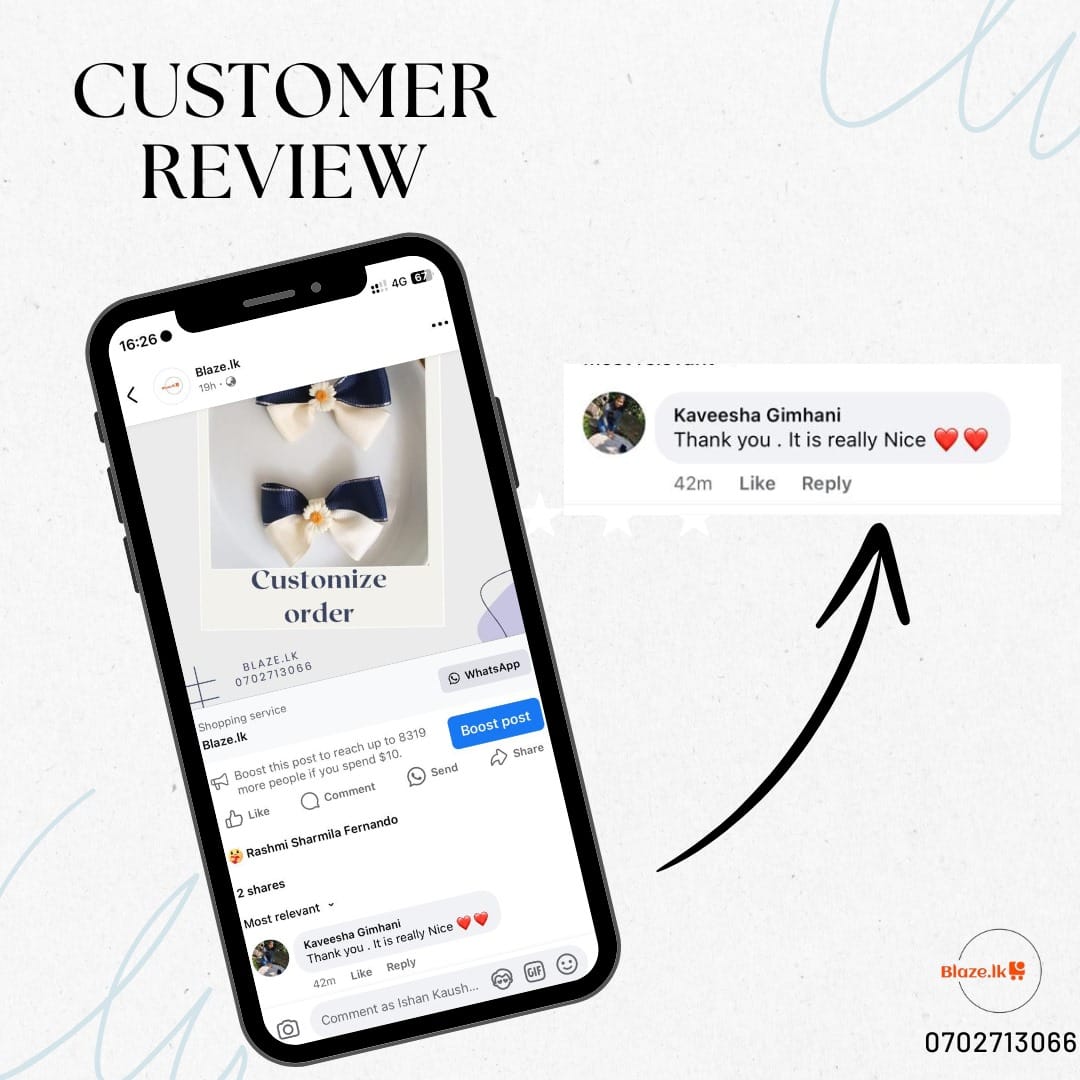 CUSTOMER
REVIEW
16:26
4G 67
Blaze.lk
19h
Customize
order
BLAZE.LK
0702713066
WhatsApp
Shopping service
Blaze.lk
Boost this post to reach up to 8319
more people if you spend $10.
Boost post
Like
Comment
Send
Share
Rashmi Sharmila Fernando
2 shares
Most relevant
Kaveesha Gimhani
Thank you . It is really Nice ❤️❤️
42m Like Reply
Comment as Ishan Kaush...
GIF
Kaveesha Gimhani
Thank you . It is really Nice ❤️❤️
42m Like Reply
Blaze.lk
0702713066